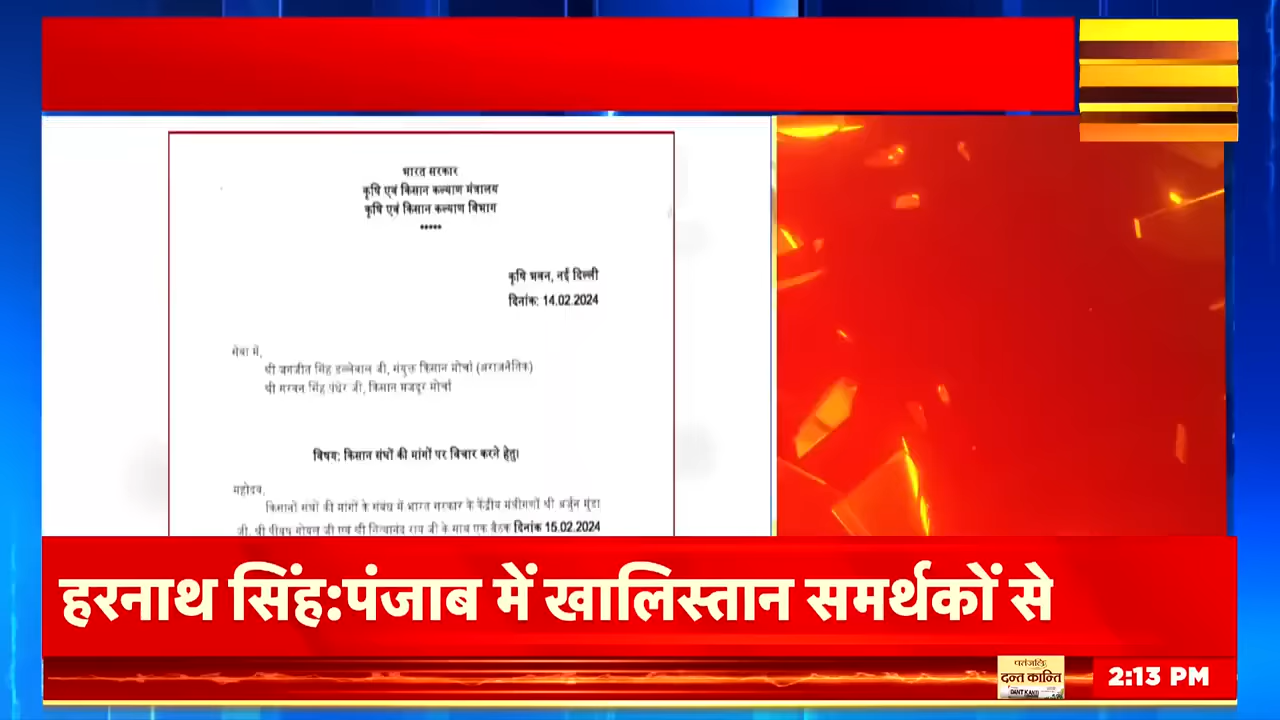 भारत सरकार
कृषि एवं किसान कल्याण मंत्रालय
कृषि एवं किसान कल्याण विभाग
*****
कृषि भवन, नई दिल्ली
दिनांक: 14.02.2024
सेवा में,
श्री जगजीत सिंह डल्लेवाल जी, संयुक्त किसान मोर्चा (अराजनैतिक)
श्री सरवन सिंह पंधेर जी, किसान मजदूर मोर्चा
विषय: किसान संघों की मांगों पर विचार करने हेतु।
महोदय,
किसानों संघों की मांगों के संबंध में भारत सरकार के केंद्रीय मंत्रीगणों श्री अर्जुन मुंडा
जी, श्री पीयूष गोयल जी एवं श्री नित्यानंद राय जी के साथ एक बैठक दिनांक 15.02.2024
हरनाथ सिंह:पंजाब में खालिस्तान समर्थकों से
पतंजलि
दन्त कान्ति
DANT KANTI
2:13 PM